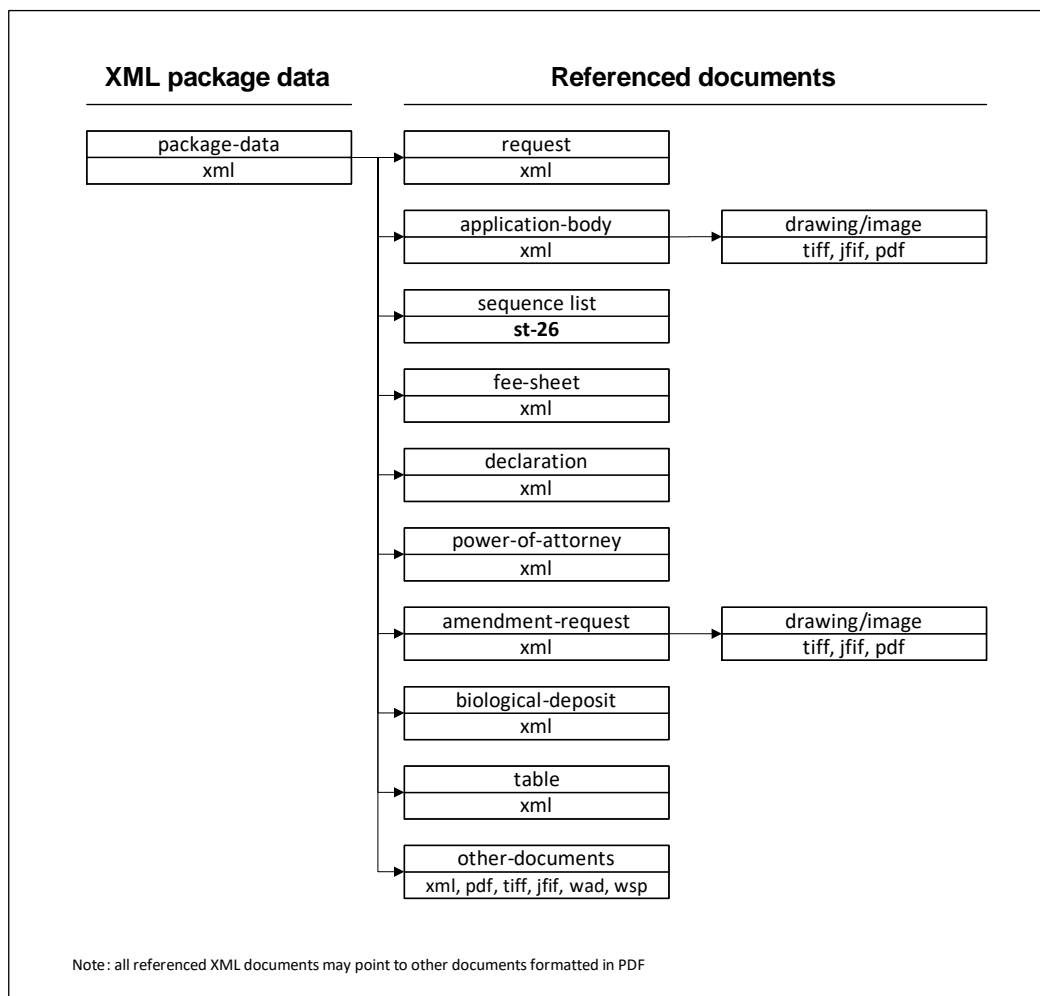 XML package data
Referenced documents
package-data
xml
request
xml
application-body
xml
drawing/image
tiff, jfif, pdf
sequence list
st-26
fee-sheet
xml
declaration
xml
power-of-attorney
xml
amendment-request
xml
drawing/image
tiff, jfif, pdf
biological-deposit
xml
table
xml
other-documents
xml, pdf, tiff, jfif, wad, wsp
Note: all referenced XML documents may point to other documents formatted in PDF